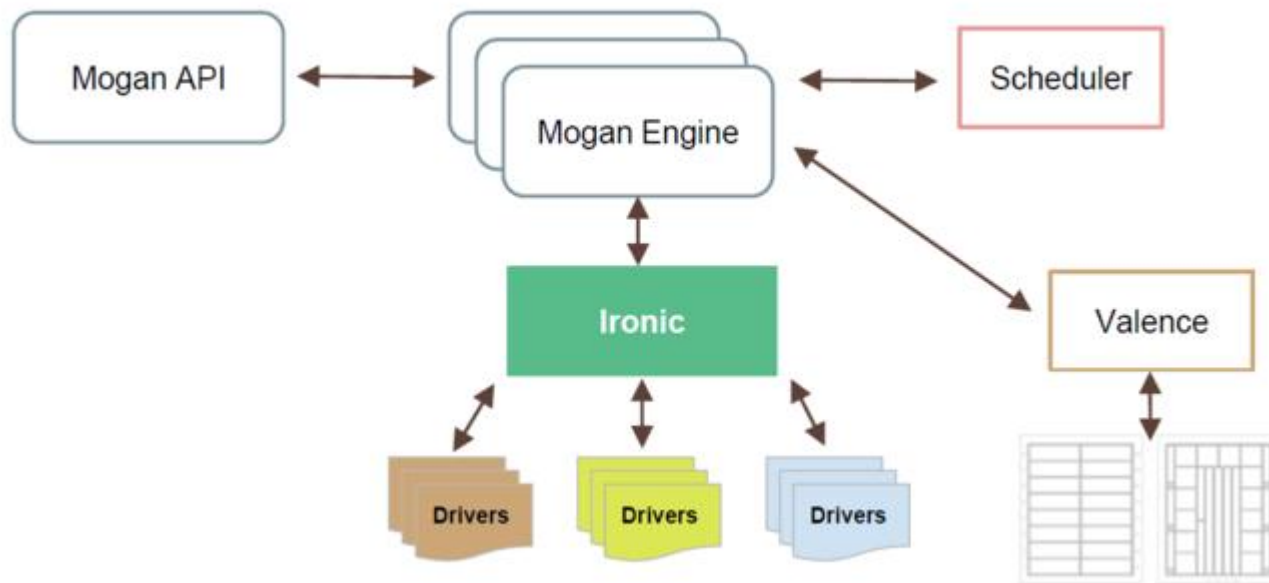 Mogan API
Mogan Engine
Scheduler
Ironic
Valence
Drivers
Drivers
Drivers